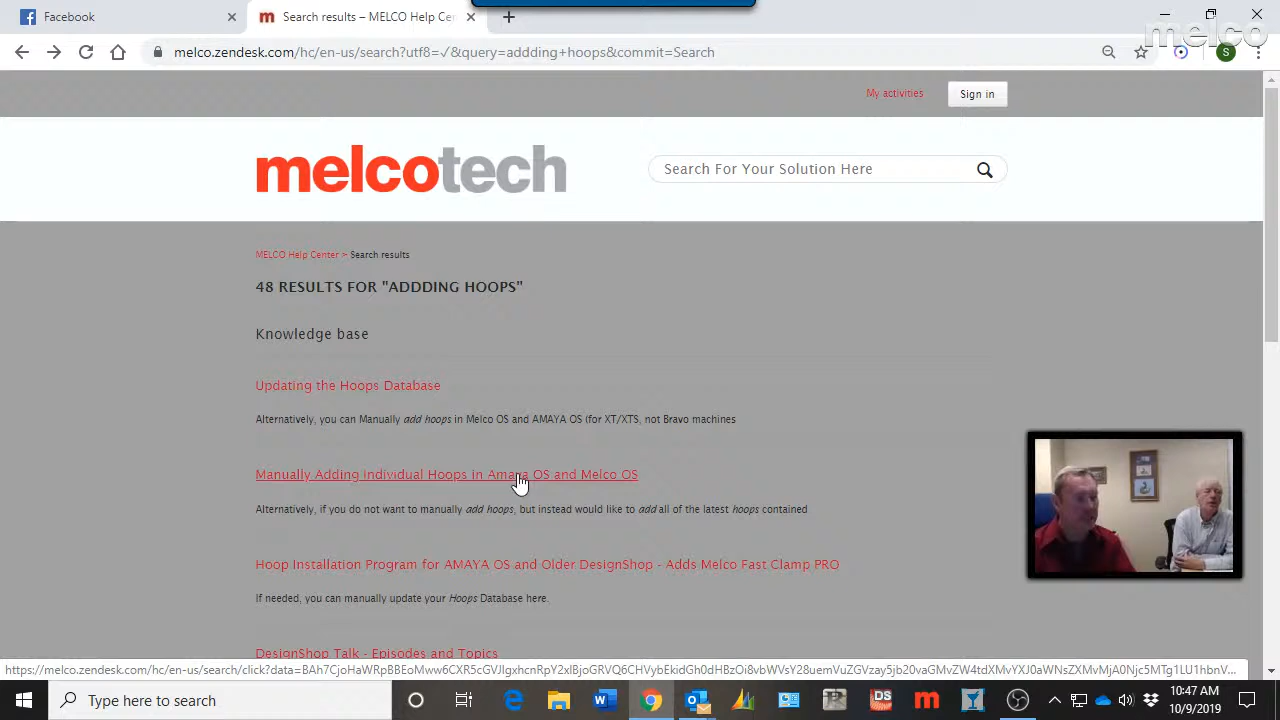 Facebook
Search results – MELCO Help Cen
melco
melco.zendesk.com/hc/en-us/search?utf8=✓&query=addding+hoops&commit=Search
S
My activities
Sign in
melcotech
Search For Your Solution Here
MELCO Help Center > Search results
48 RESULTS FOR "ADDDING HOOPS"
Knowledge base
Updating the Hoops Database
Alternatively, you can Manually add hoops in Melco OS and AMAYA OS (for XT/XTS, not Bravo machines
Manually Adding individual Hoops in Amaya OS and Melco OS
Alternatively, if you do not want to manually add hoops, but instead would like to add all of the latest hoops contained
Hoop Installation Program for AMAYA OS and Older DesignShop - Adds Melco Fast Clamp PRO
If needed, you can manually update your Hoops Database here.
DesignShop Talk - Episodes and Topics
Type here to search
DS
m
10:47 AM
10/9/2019